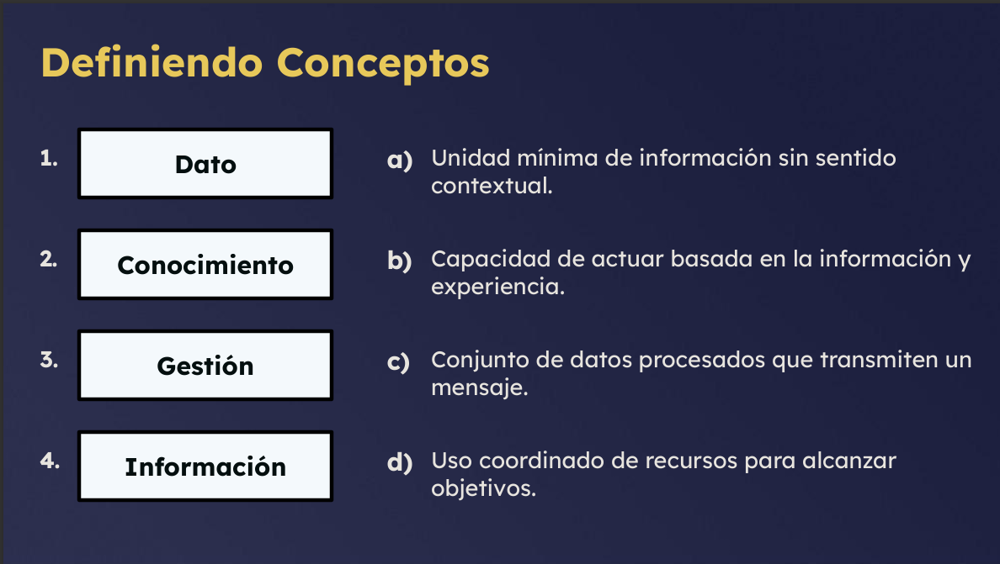 Definiendo Conceptos
1. Dato
a) Unidad mínima de información sin sentido
contextual.
2. Conocimiento
b) Capacidad de actuar basada en la información y
experiencia.
3. Gestión
c) Conjunto de datos procesados que transmiten un
mensaje.
4. Información
d) Uso coordinado de recursos para alcanzar
objetivos.